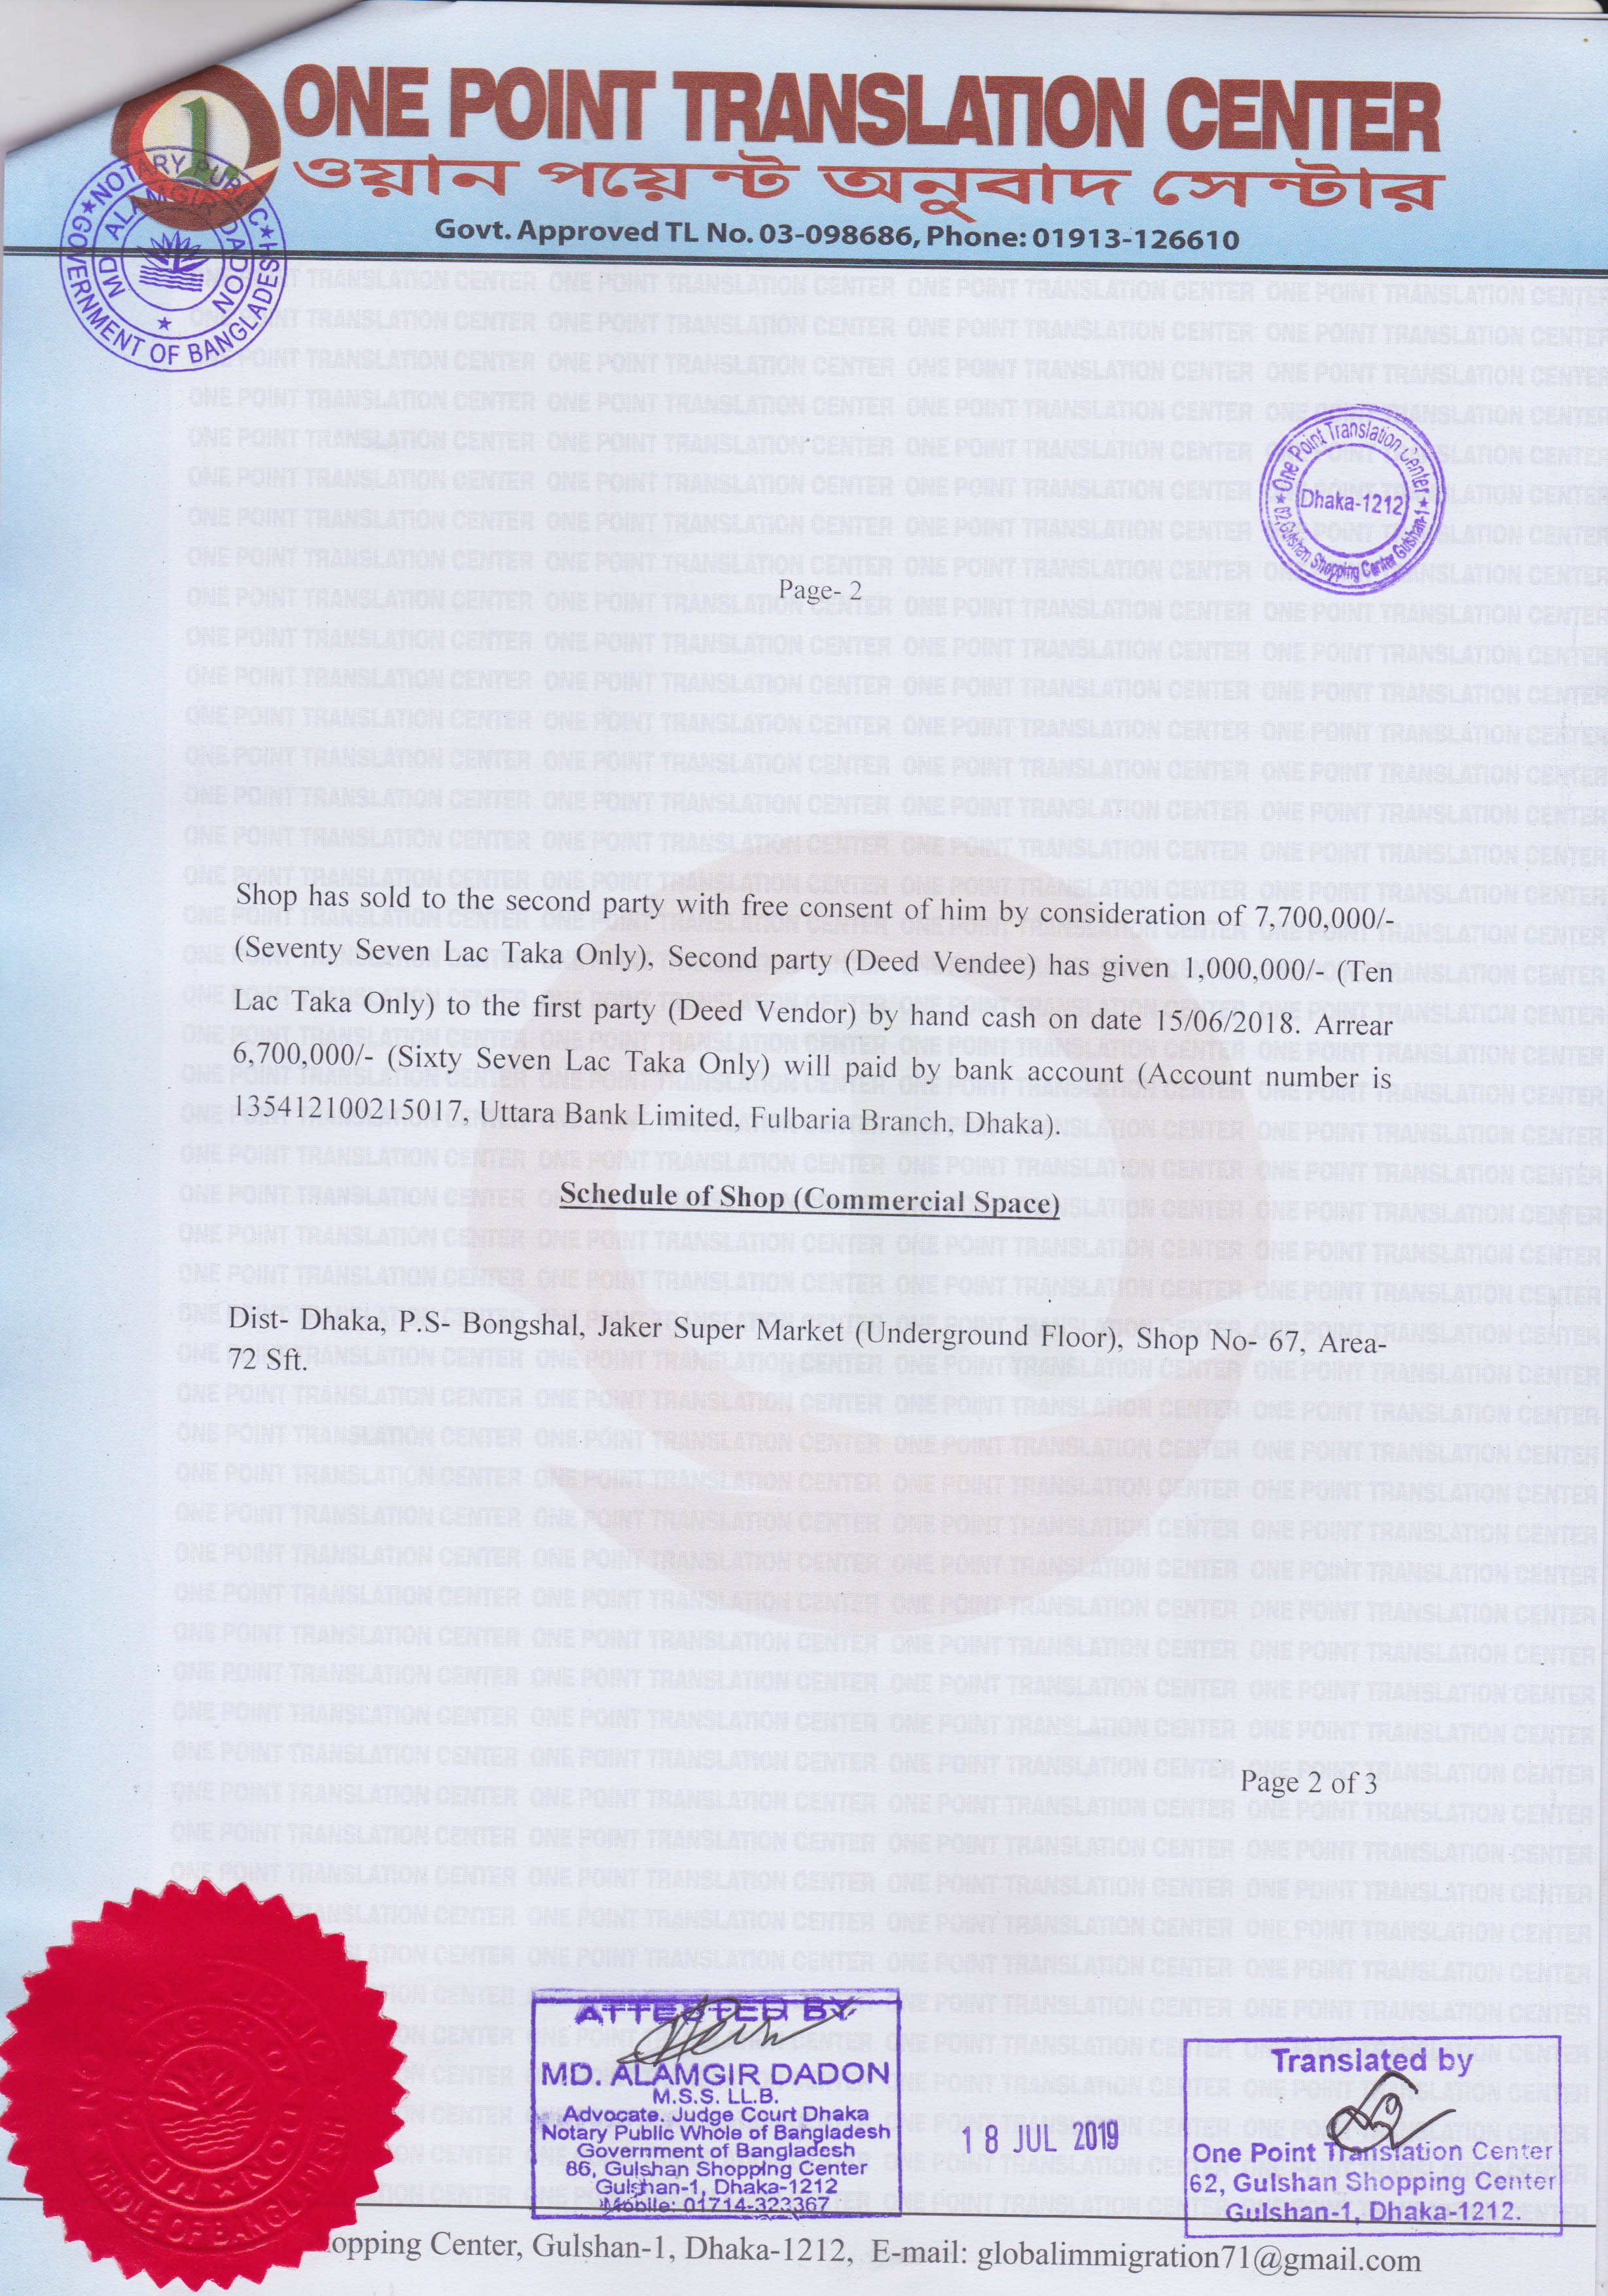 1
ONE POINT TRANSLATION CENTER
ওয়ান পয়েন্ট অনুবাদ সেন্টার
Govt. Approved TL No. 03-098686, Phone: 01913-126610
★NOTARY PUBLIC★
MD. ALAMGIR DADON
★
GOVERNMENT OF BANGLADESH
★One Point Translation Center★
Dhaka-1212
62, Gulshan Shopping Center Gulshan-1
Page- 2
Shop has sold to the second party with free consent of him by consideration of 7,700,000/-
(Seventy Seven Lac Taka Only), Second party (Deed Vendee) has given 1,000,000/- (Ten
Lac Taka Only) to the first party (Deed Vendor) by hand cash on date 15/06/2018. Arrear
6,700,000/- (Sixty Seven Lac Taka Only) will paid by bank account (Account number is
135412100215017, Uttara Bank Limited, Fulbaria Branch, Dhaka).
Schedule of Shop (Commercial Space)
Dist- Dhaka, P.S- Bongshal, Jaker Super Market (Underground Floor), Shop No- 67, Area-
72 Sft.
Page 2 of 3
ATTESTED BY
MD. ALAMGIR DADON
M.S.S. LL.B.
Advocate. Judge Court Dhaka
Notary Public Whole of Bangladesh
Government of Bangladesh
86, Gulshan Shopping Center
Gulshan-1, Dhaka-1212
Mobile: 01714-323367
18 JUL 2019
Translated by
One Point Translation Center
62, Gulshan Shopping Center
Gulshan-1, Dhaka-1212.
opping Center, Gulshan-1, Dhaka-1212, E-mail: globalimmigration71@gmail.com